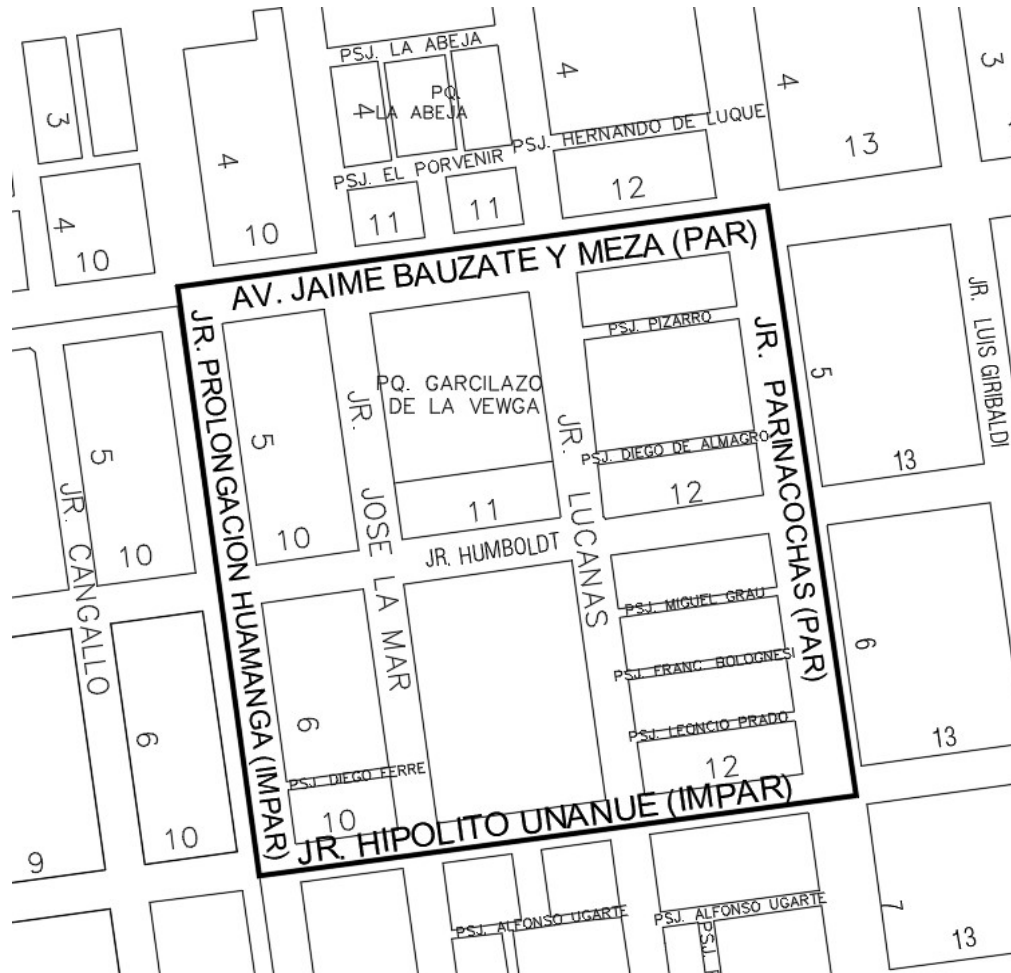 PSJ. LA ABEJA
3
4
4
PQ.
LA ABEJA
4
4
3
PSJ. HERNANDO DE LUQUE
13
PSJ. EL PORVENIR
12
4
10
10
11
11
AV. JAIME BAUZATE Y MEZA (PAR)
JR. PROLONGACION HUAMANGA (IMPAR)
JR. PARINACOCHAS (PAR)
JR. HIPOLITO UNANUE (IMPAR)
PSJ. PIZARRO
JR. LUIS GIRIBALDI
PQ. GARCILAZO
DE LA VEWGA
5
5
5
PSJ. DIEGO DE ALMAGRO
13
12
11
10
10
JR. CANGALLO
JR. JOSE LA MAR
JR. LUCANAS
JR. HUMBOLDT
PSJ. MIGUEL GRAU
PSJ. FRANC. BOLOGNESI
6
6
6
PSJ. LEONCIO PRADO
13
12
PSJ. DIEGO FERRE
10
10
9
PSJ. ALFONSO UGARTE
PSJ. ALFONSO UGARTE
PSJ.
7
13